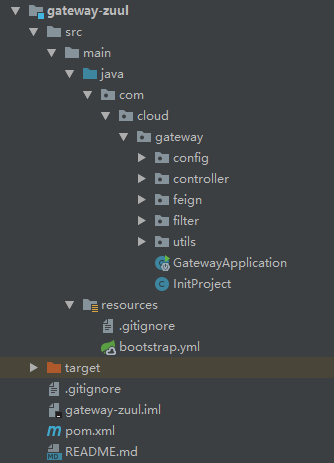 gateway-zuul
src
main
java
com
cloud
gateway
config
controller
feign
filter
utils
GatewayApplication
InitProject
resources
.gitignore
bootstrap.yml
target
.gitignore
gateway-zuul.iml
pom.xml
README.md